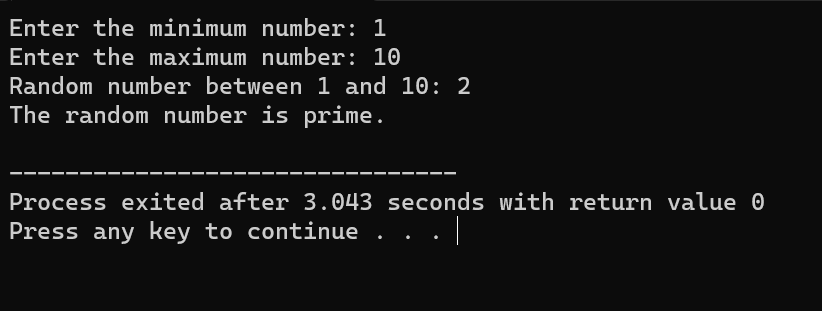 Enter the minimum number: 1
Enter the maximum number: 10
Random number between 1 and 10: 2
The random number is prime.
--------------------------------
Process exited after 3.043 seconds with return value 0
Press any key to continue . . .